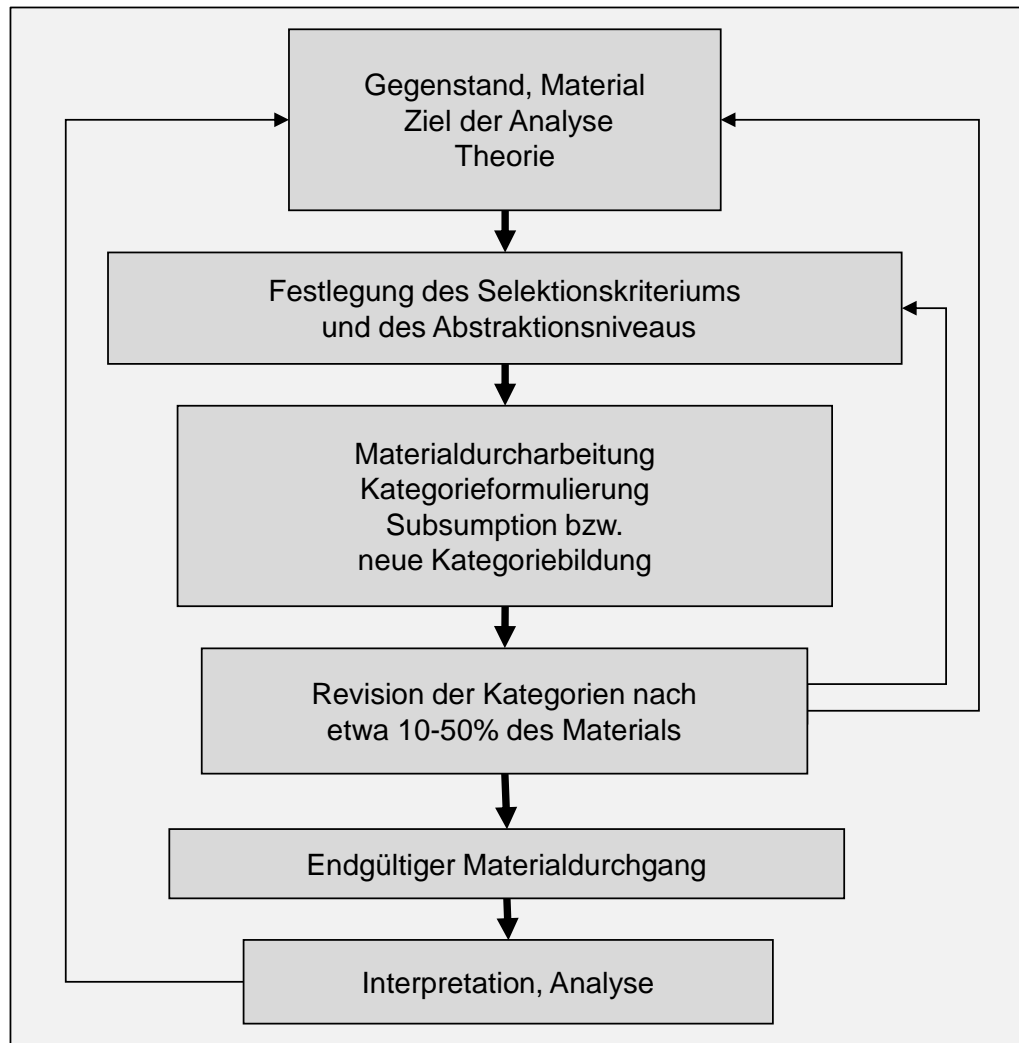 Gegenstand, Material
Ziel der Analyse
Theorie
Festlegung des Selektionskriteriums
und des Abstraktionsniveaus
Materialdurcharbeitung
Kategorieformulierung
Subsumption bzw.
neue Kategoriebildung
Revision der Kategorien nach
etwa 10-50% des Materials
Endgültiger Materialdurchgang
Interpretation, Analyse